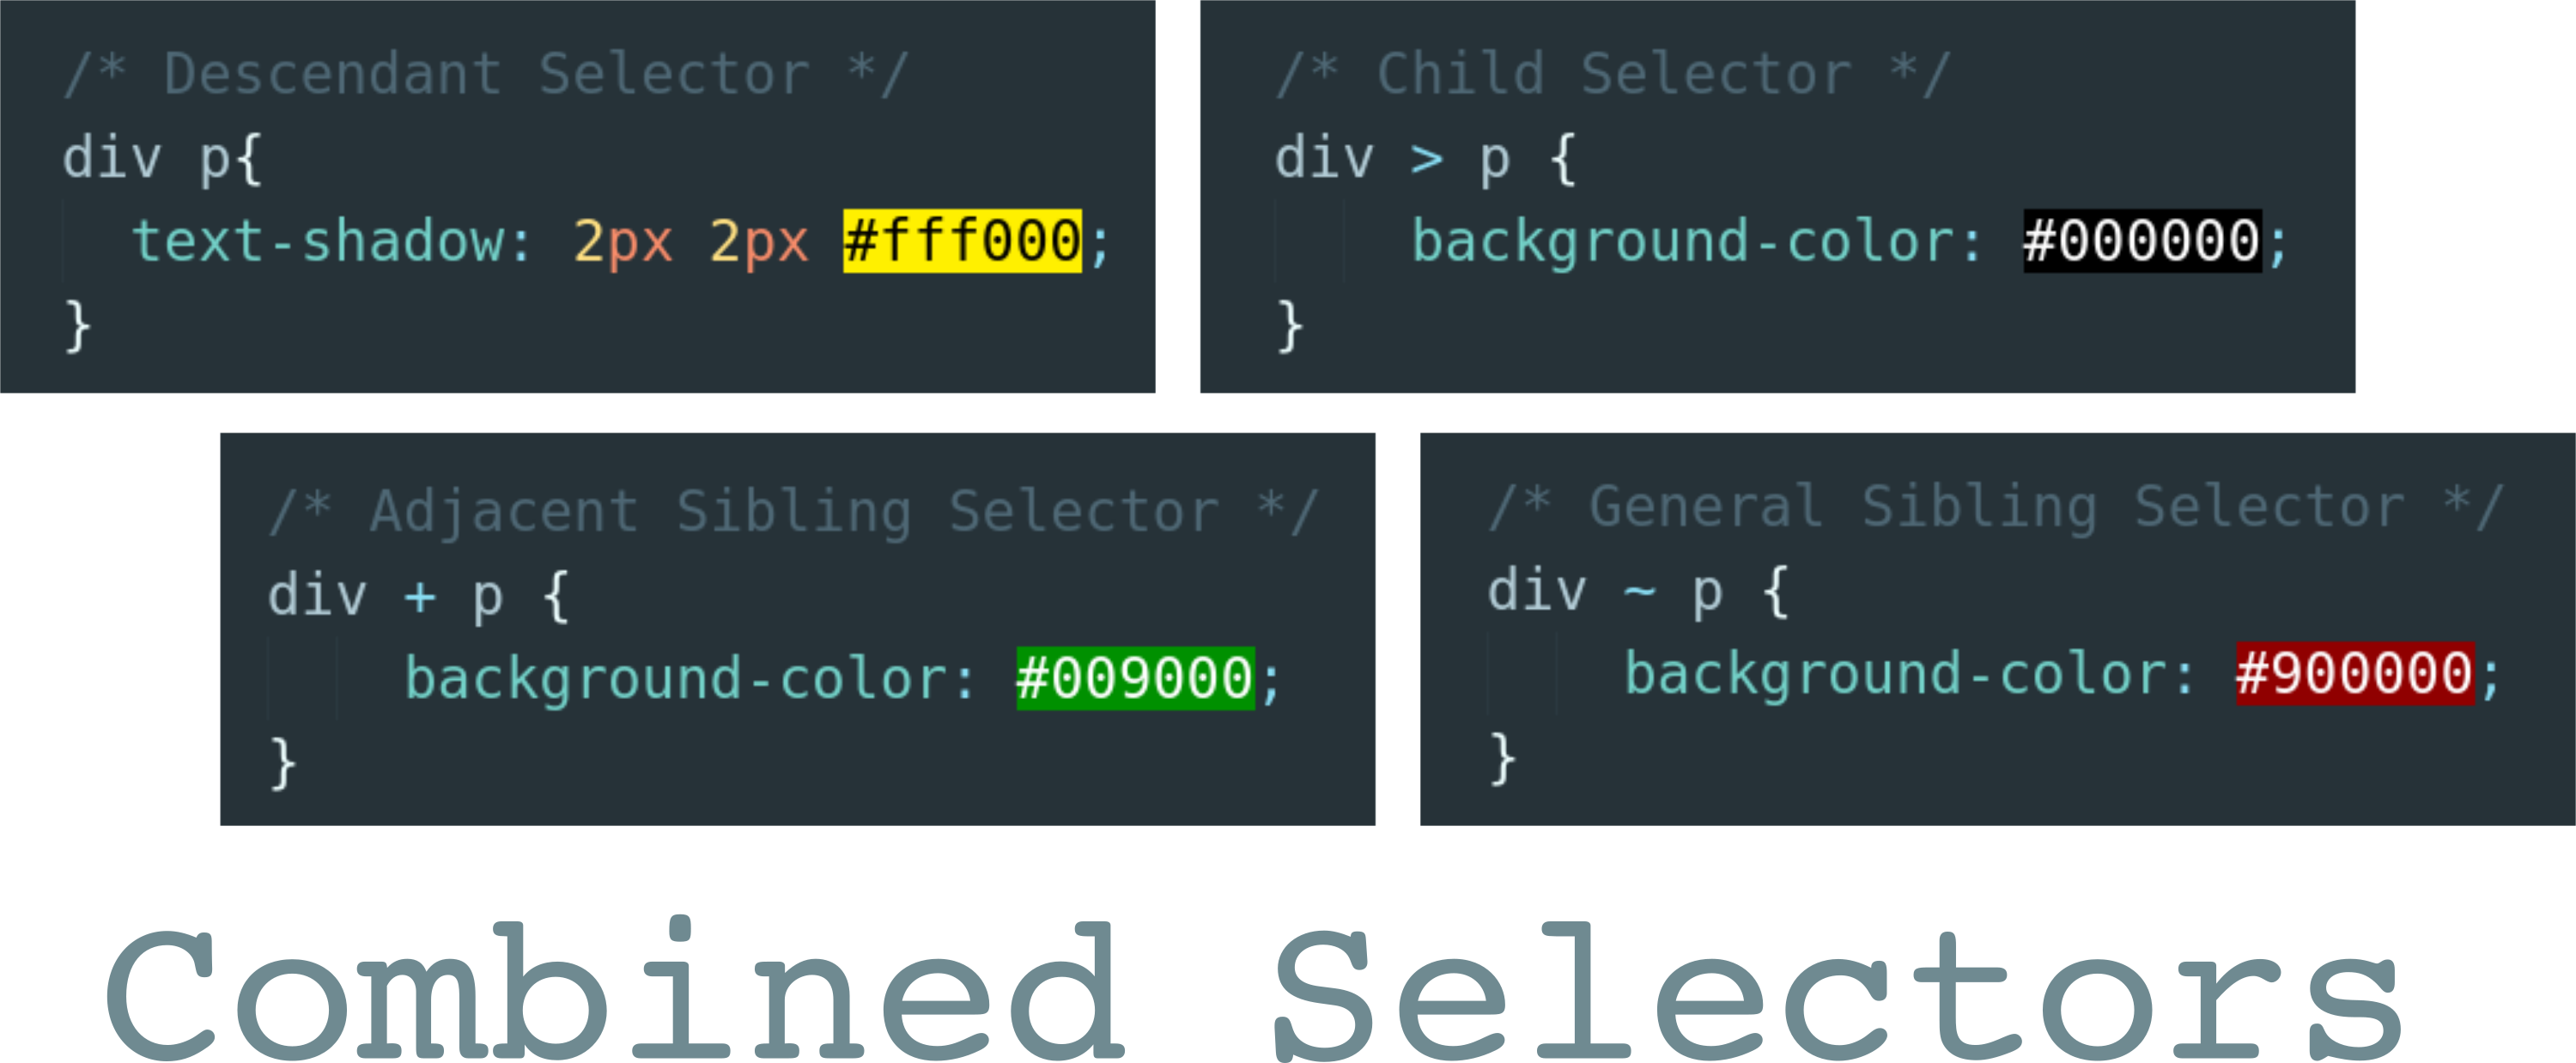 /* Descendant Selector */
div p{
text-shadow: 2px 2px #fff000;
}
/* Child Selector */
div > p {
background-color: #000000;
}
/* Adjacent Sibling Selector */
div + p {
background-color: #009000;
}
/* General Sibling Selector */
div ~ p {
background-color: #900000;
}
Combined Selectors